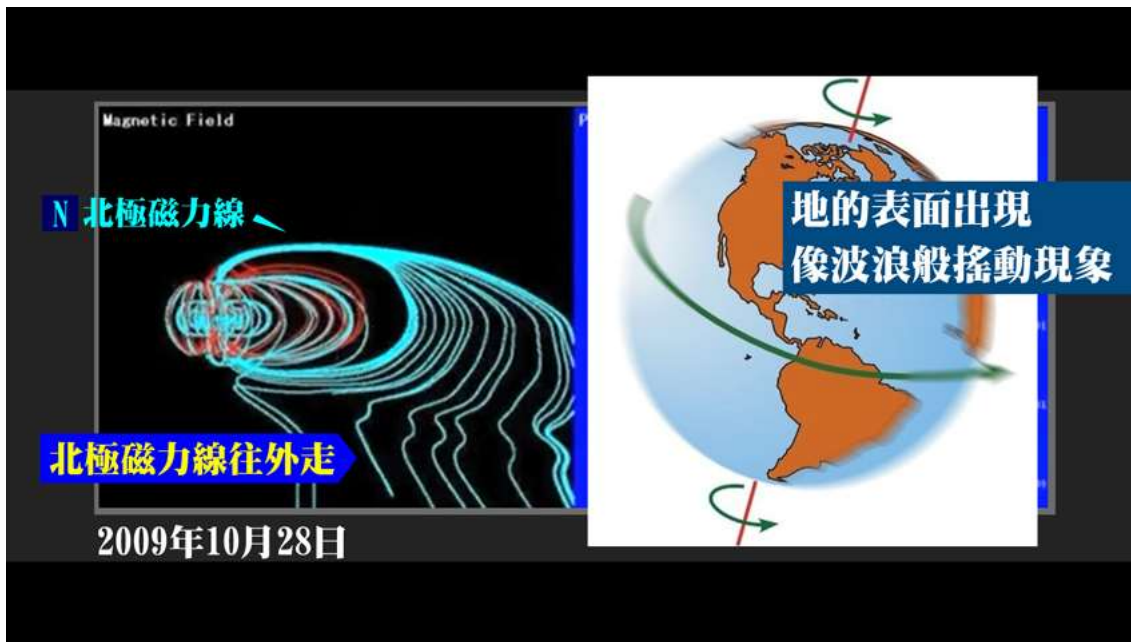 Magnetic Field
P
N 北極磁力線
地的表面出現
像波浪般搖動現象
北極磁力線往外走
2009年10月28日